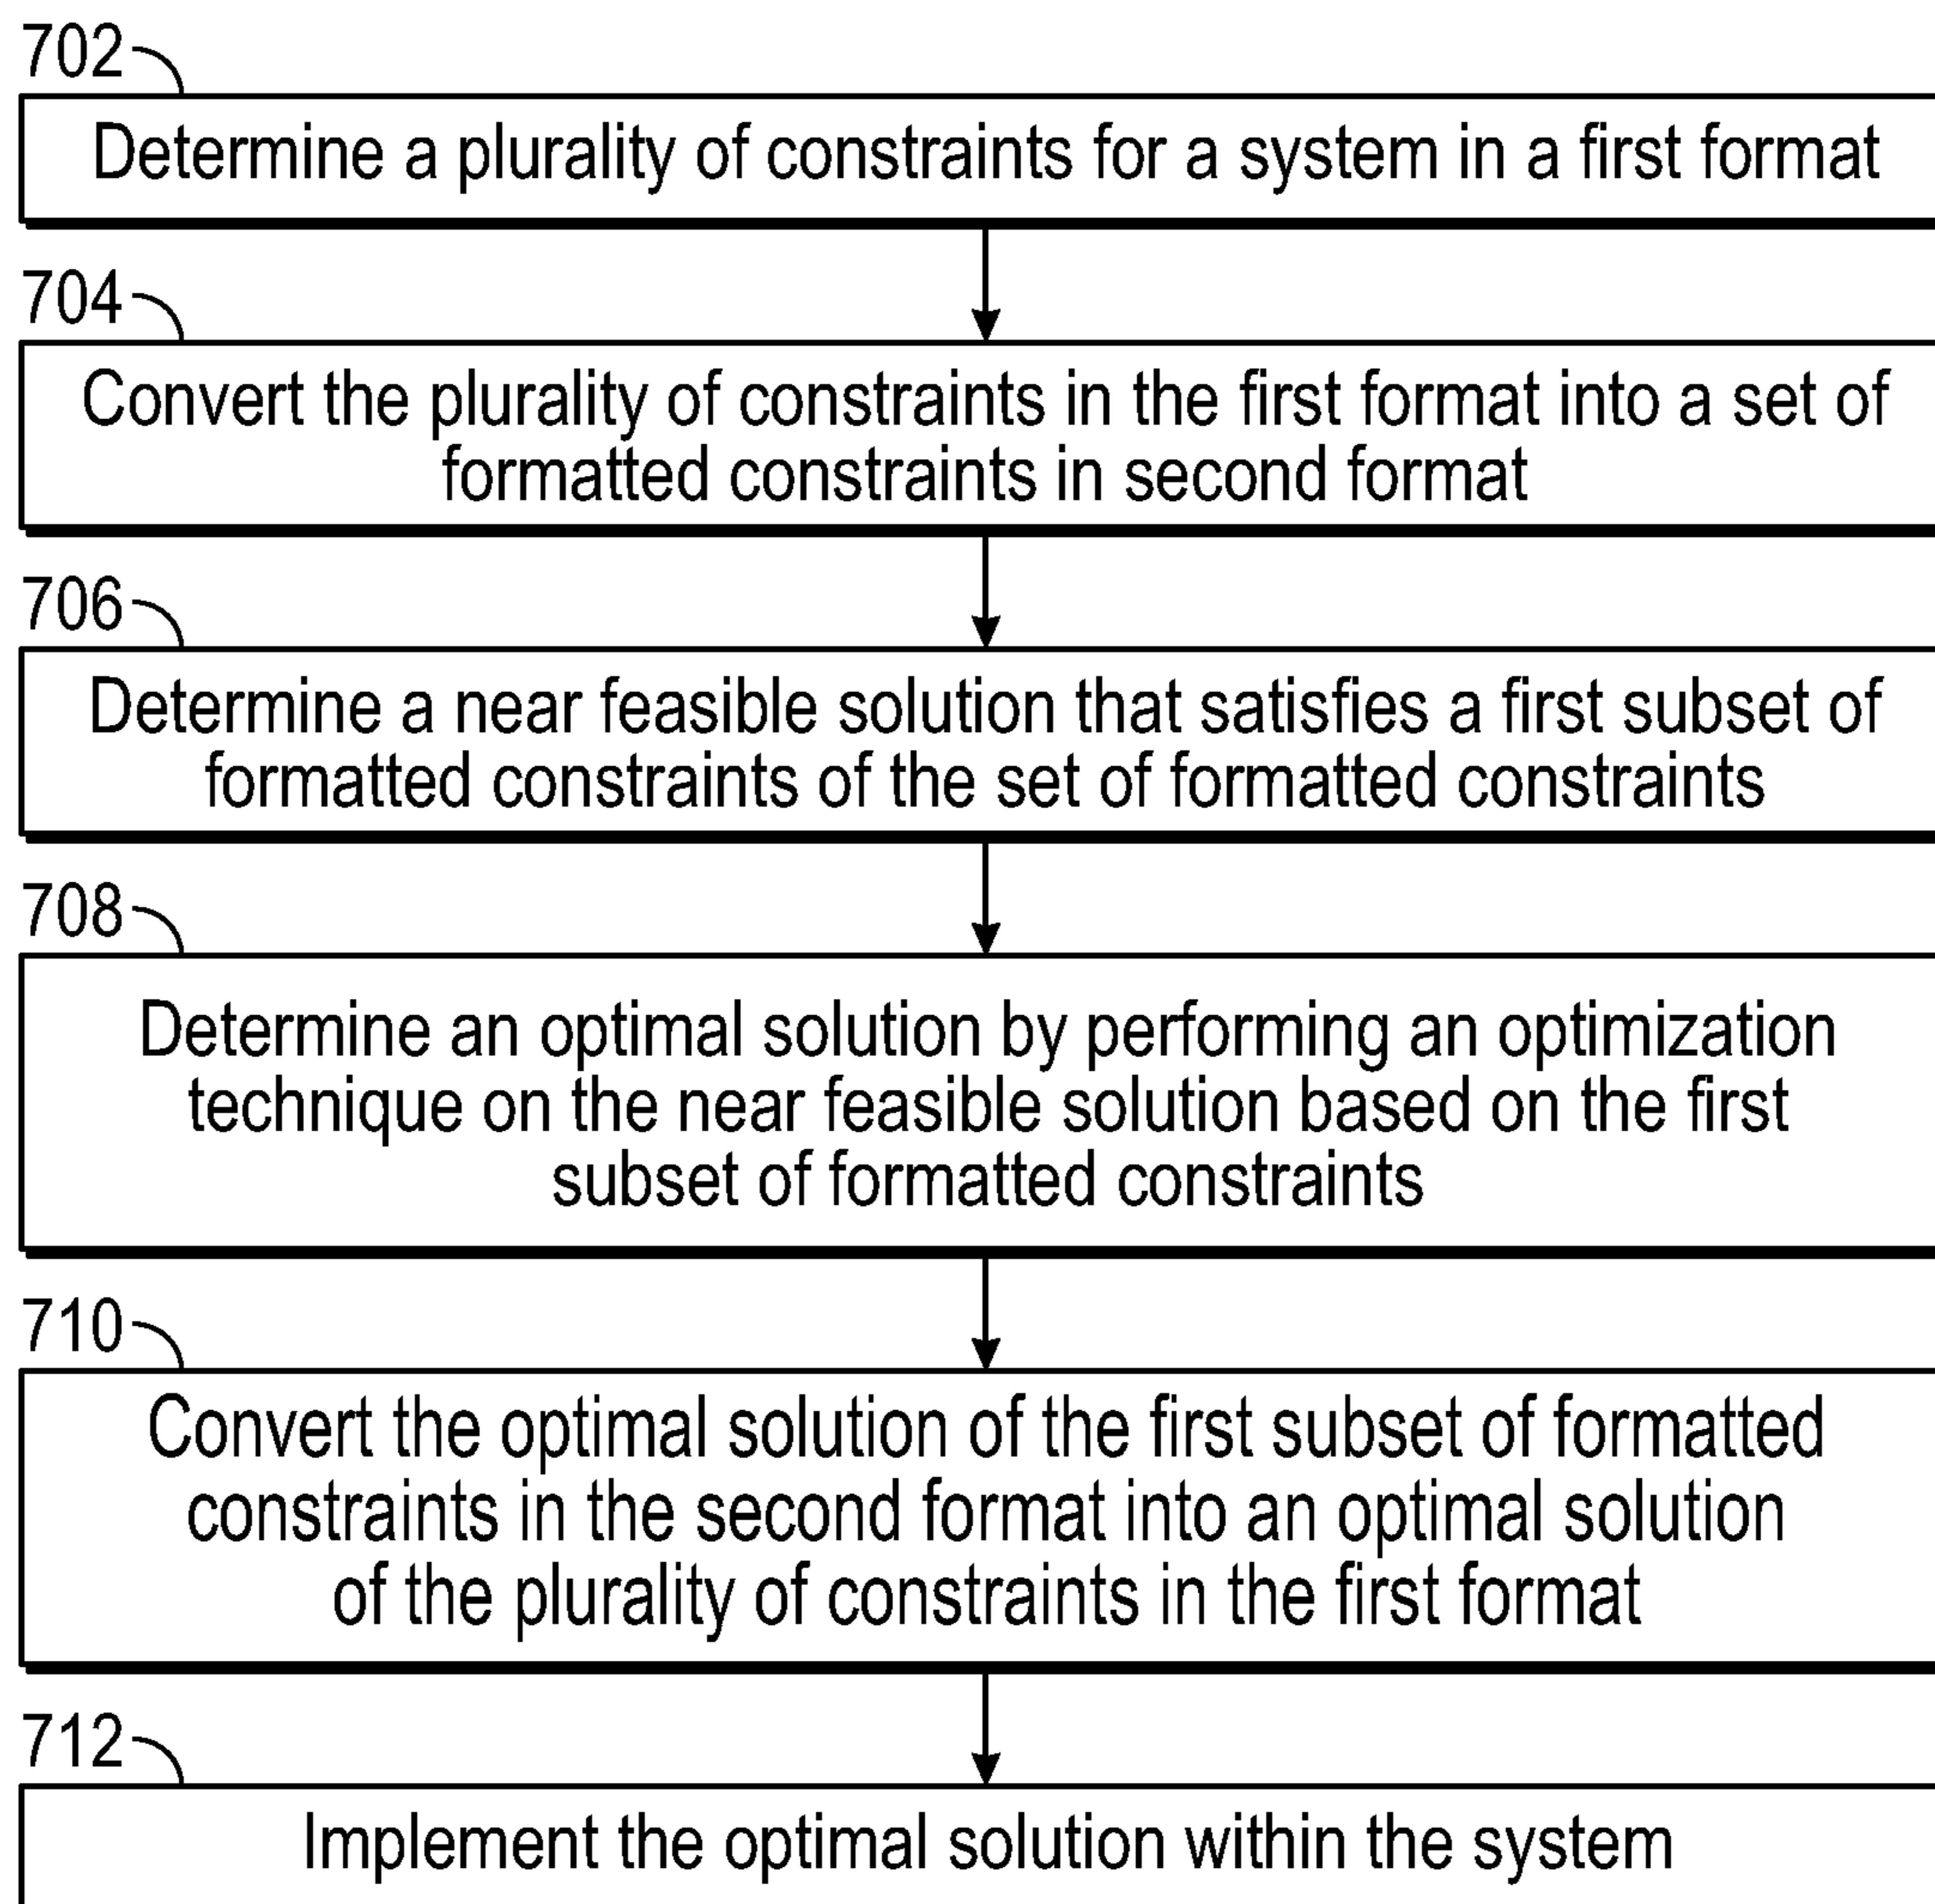 702
Determine a plurality of constraints for a system in a first format
704
Convert the plurality of constraints in the first format into a set of
formatted constraints in second format
706
Determine a near feasible solution that satisfies a first subset of
formatted constraints of the set of formatted constraints
708
Determine an optimal solution by performing an optimization
technique on the near feasible solution based on the first
subset of formatted constraints
710
Convert the optimal solution of the first subset of formatted
constraints in the second format into an optimal solution
of the plurality of constraints in the first format
712
Implement the optimal solution within the system